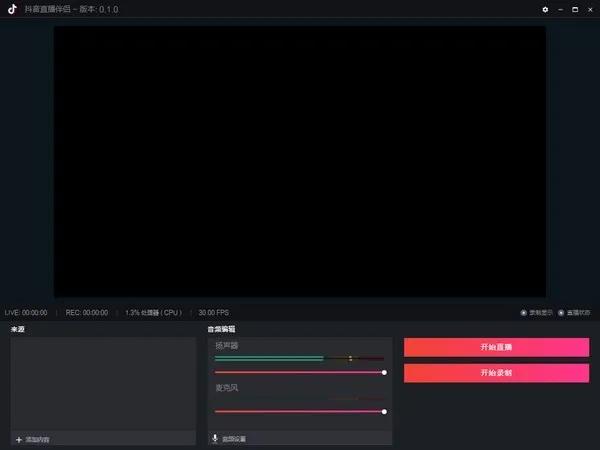 抖音直播伴侣 - 版本: 0.1.0
LIVE: 00:00:00 REC: 00:00:00 1.3% 处理器 ( CPU ) 30.00 FPS 录制显示 直播状态
来源
音频编辑
扬声器
开始直播
开始录制
麦克风
添加内容
音频设置